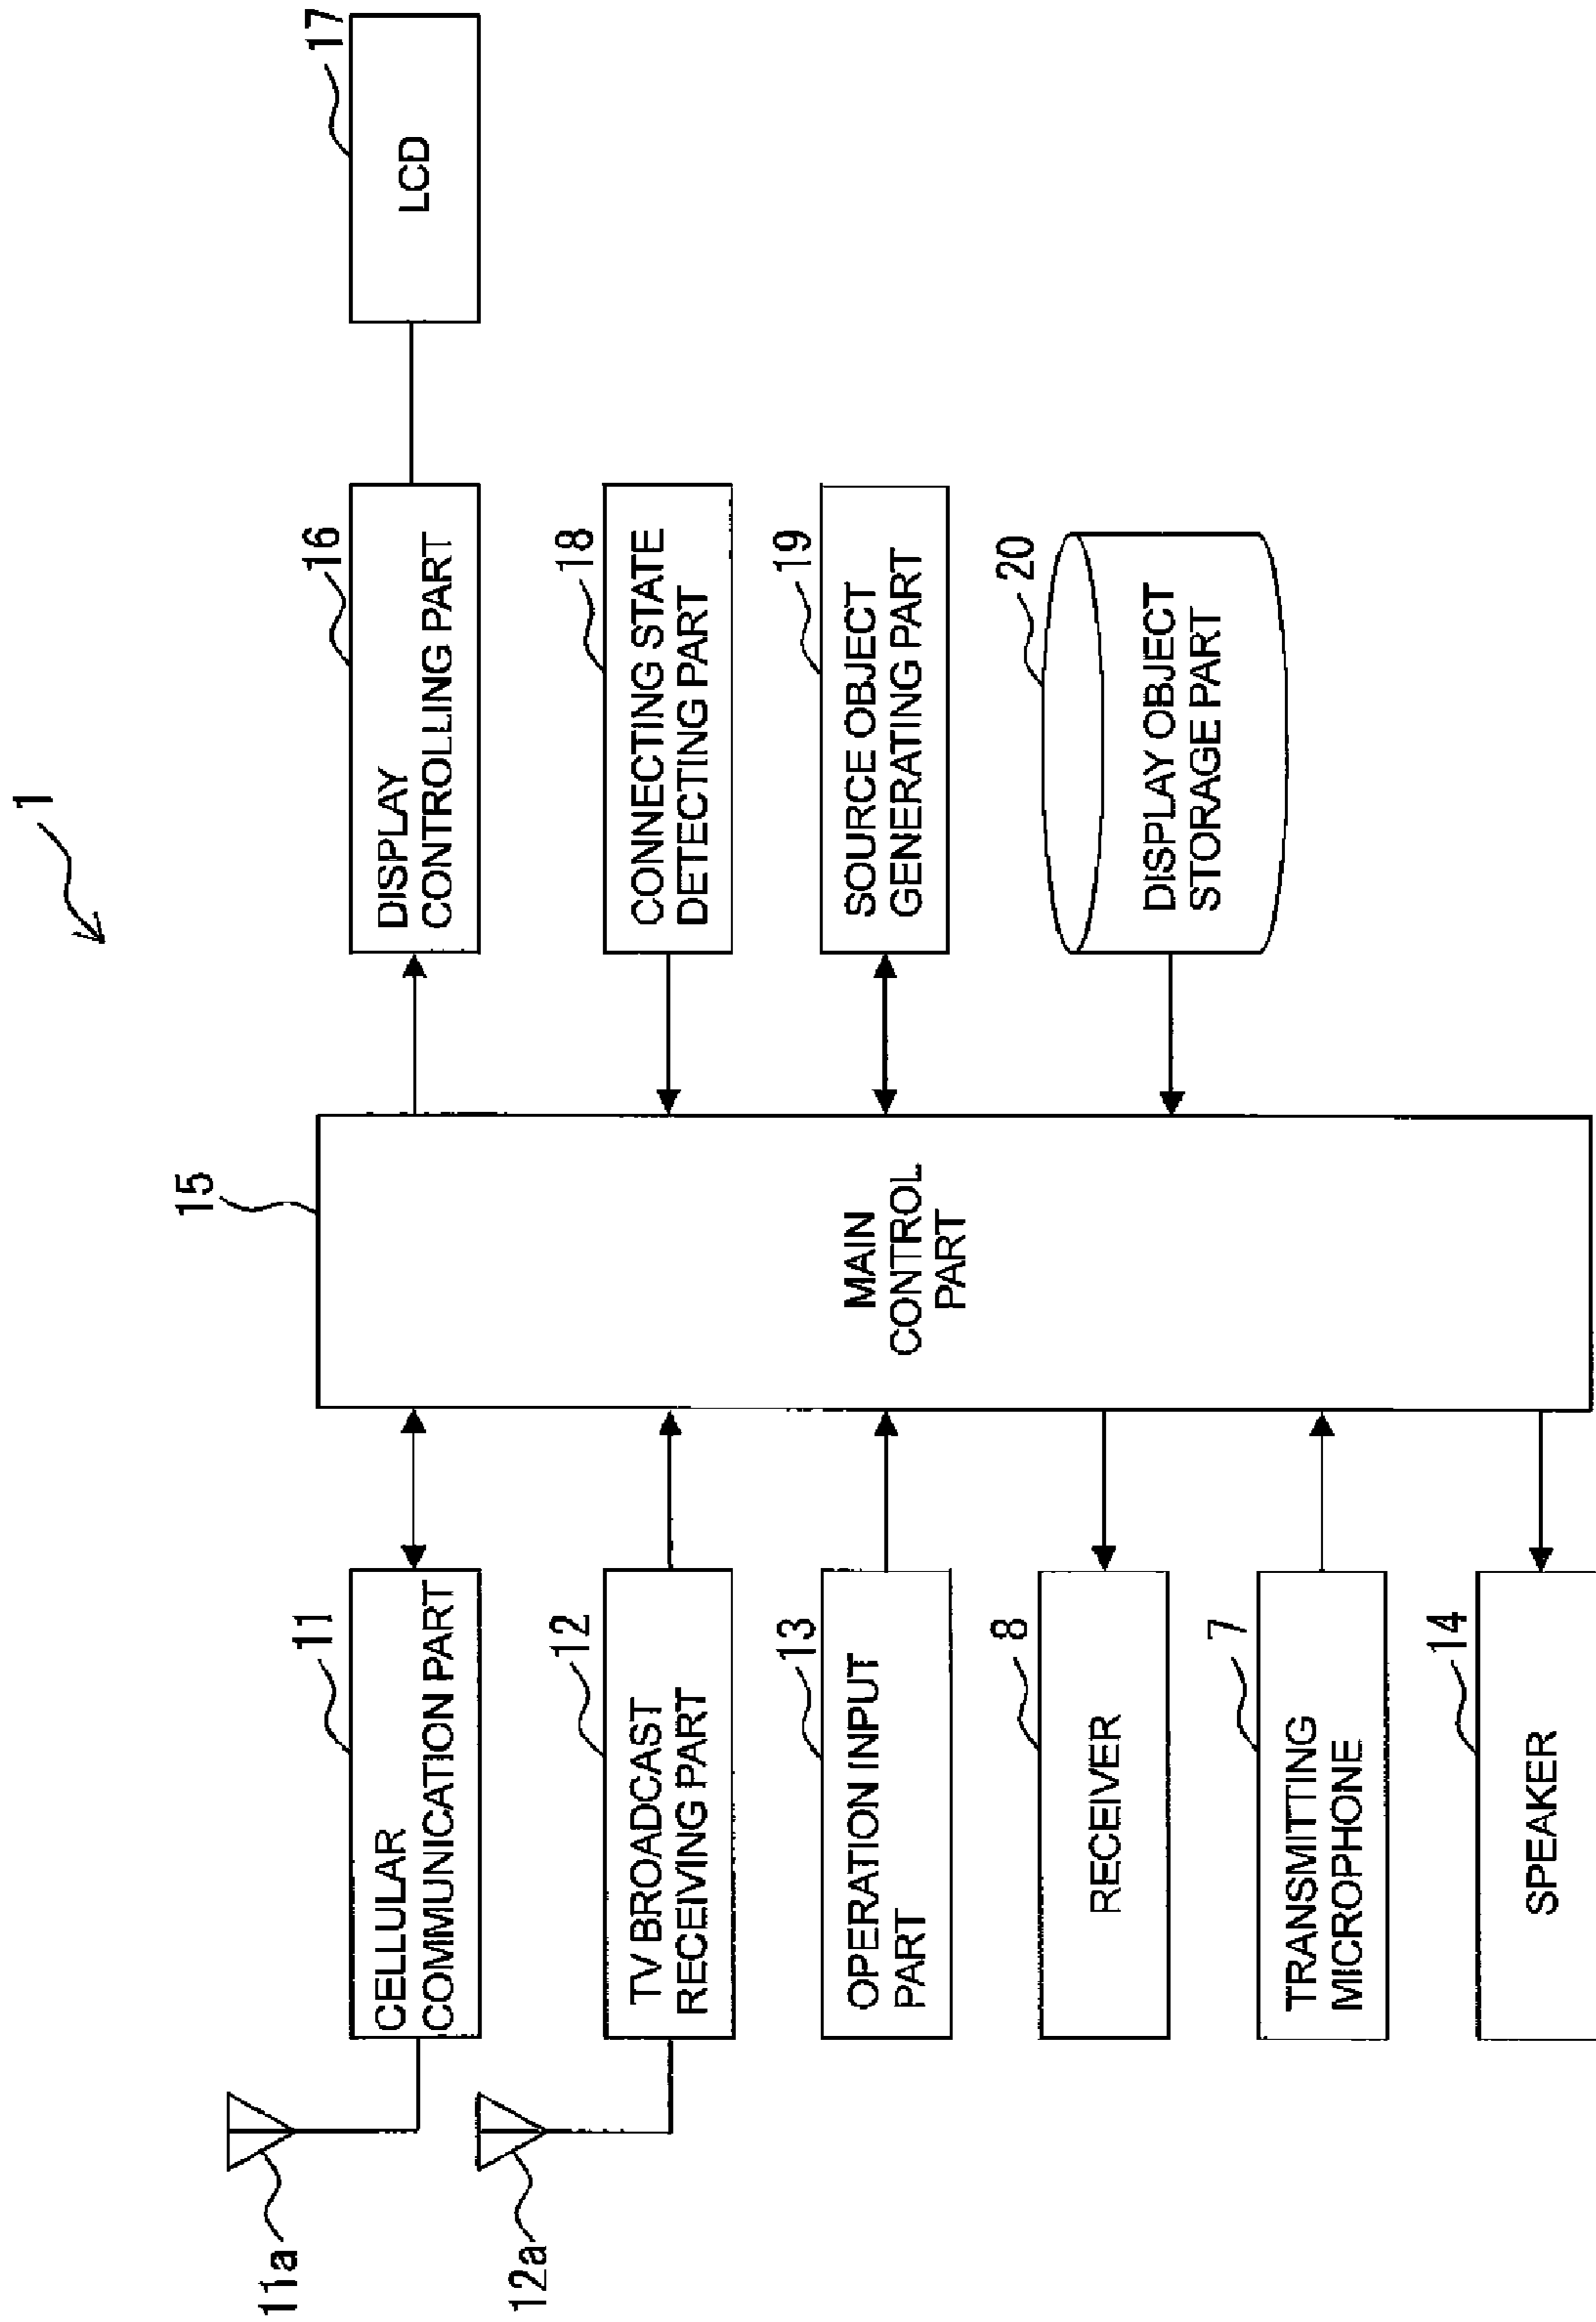 1
11a
11
CELLULAR
COMMUNICATION PART
12a
12
TV BROADCAST
RECEIVING PART
13
OPERATION INPUT
PART
8
RECEIVER
7
TRANSMITTING
MICROPHONE
14
SPEAKER
15
MAIN
CONTROL
PART
16
DISPLAY
CONTROLLING PART
17
LCD
18
CONNECTING STATE
DETECTING PART
19
SOURCE OBJECT
GENERATING PART
20
DISPLAY OBJECT
STORAGE PART